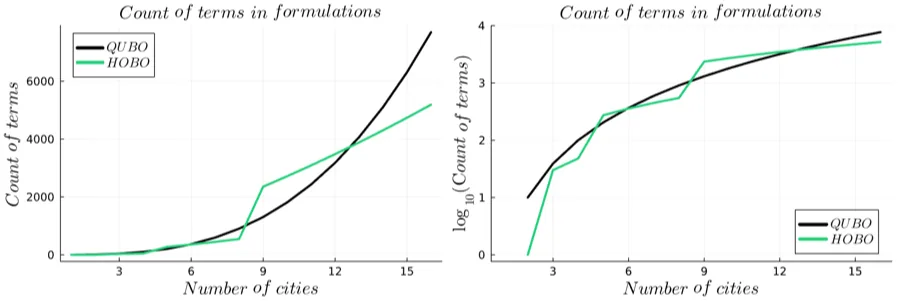 Count of terms in formulations
Count of terms
6000
4000
2000
0
QUBO
HOBO
3
6
9
12
15
Number of cities
Count of terms in formulations
log10(Count of terms)
4
3
2
1
0
QUBO
HOBO
3
6
9
12
15
Number of cities